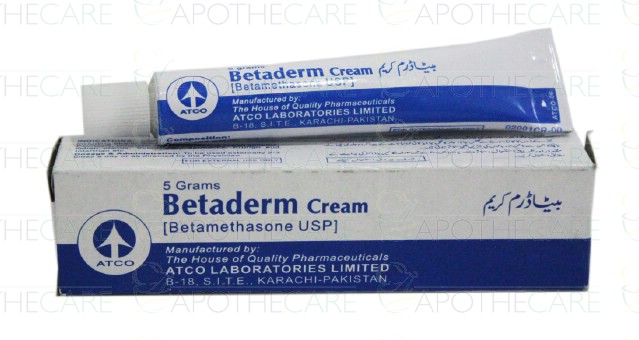 5 grams
Betaderm Cream بیٹاڈرم کریم
[Betamethasone USP]
Manufactured by:
The House of Quality Pharmaceuticals
ATCO LABORATORIES LIMITED
B-18, S.I.T.E., KARACHI-PAKISTAN
ATCO
Composition:
5 Grams
Betaderm Cream بیٹاڈرم کریم
[Betamethasone USP]
Manufactured by:
The House of Quality Pharmaceuticals
ATCO LABORATORIES LIMITED
B-18, S.I.T.E., KARACHI-PAKISTAN
ATCO
APOTHECARE